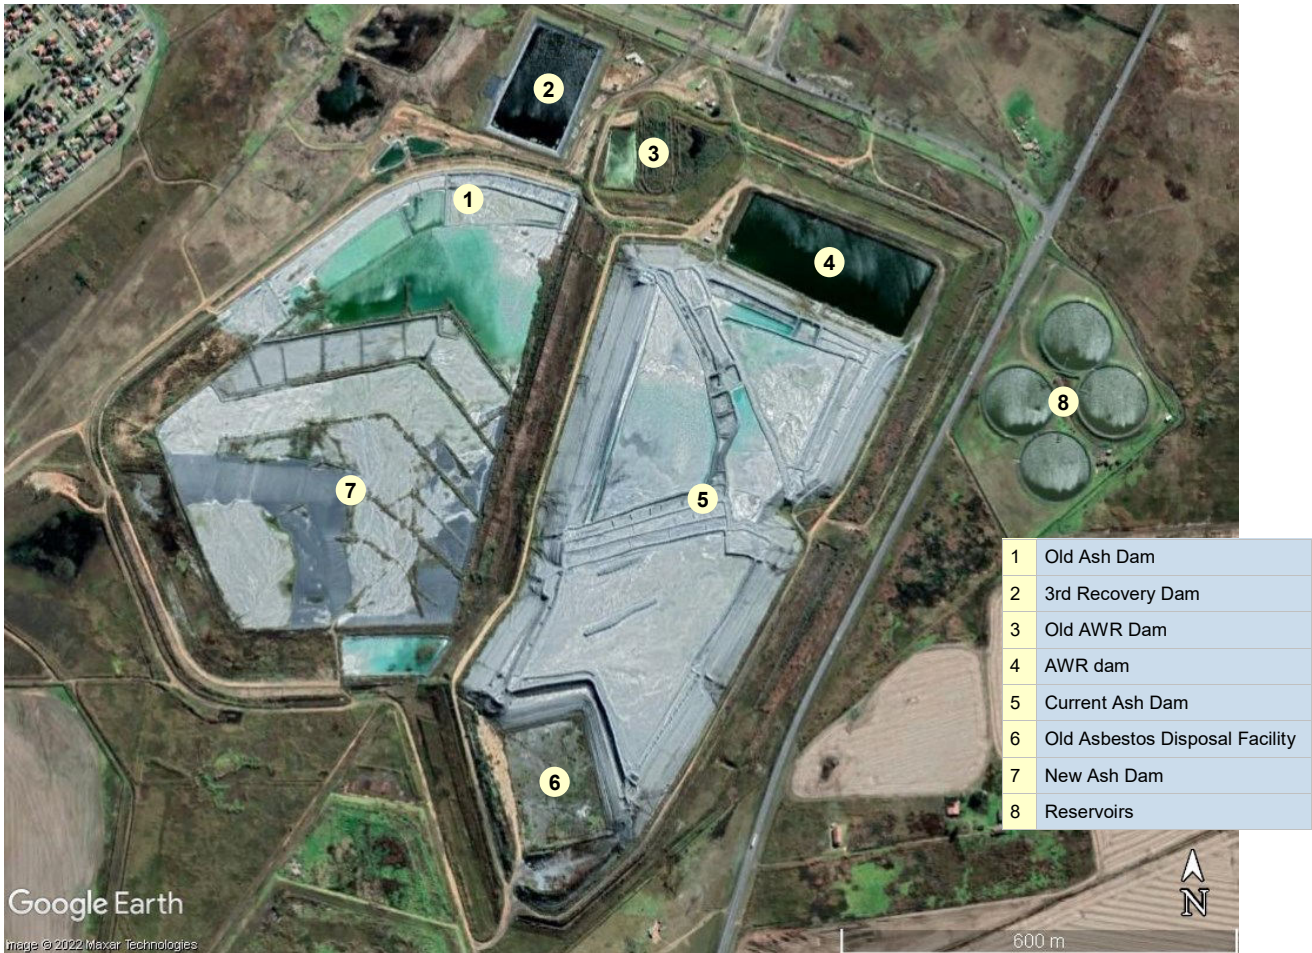 2
3
1
4
8
7
5
6
1 Old Ash Dam
2 3rd Recovery Dam
3 Old AWR Dam
4 AWR dam
5 Current Ash Dam
6 Old Asbestos Disposal Facility
7 New Ash Dam
8 Reservoirs
Google Earth
Image © 2022 Maxar Technologies
N
600 m